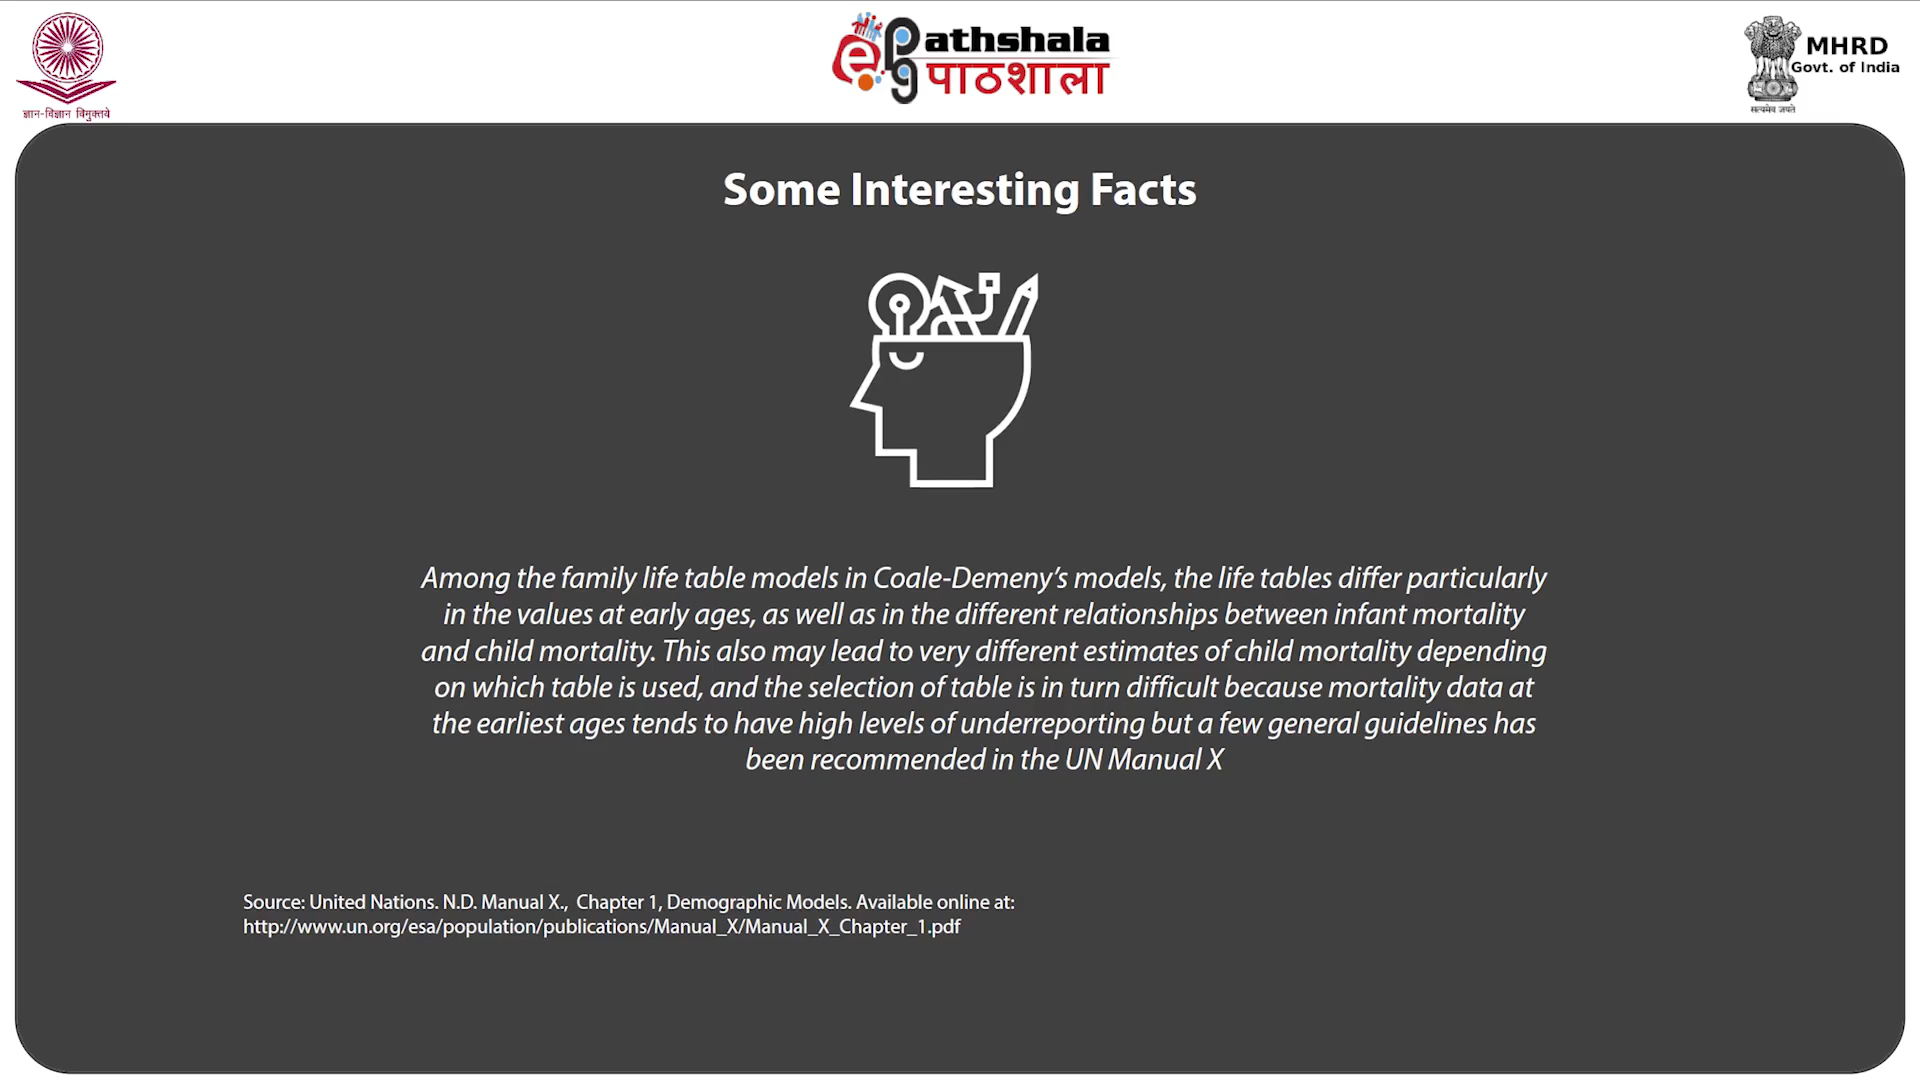 ज्ञान-विज्ञान विमुक्तये
e Pg athshala
पाठशाला
MHRD
Govt. of India
सत्यमेव जयते
Some Interesting Facts
Among the family life table models in Coale-Demeny’s models, the life tables differ particularly
in the values at early ages, as well as in the different relationships between infant mortality
and child mortality. This also may lead to very different estimates of child mortality depending
on which table is used, and the selection of table is in turn difficult because mortality data at
the earliest ages tends to have high levels of underreporting but a few general guidelines has
been recommended in the UN Manual X
Source: United Nations. N.D. Manual X.,  Chapter 1, Demographic Models. Available online at:
http://www.un.org/esa/population/publications/Manual_X/Manual_X_Chapter_1.pdf